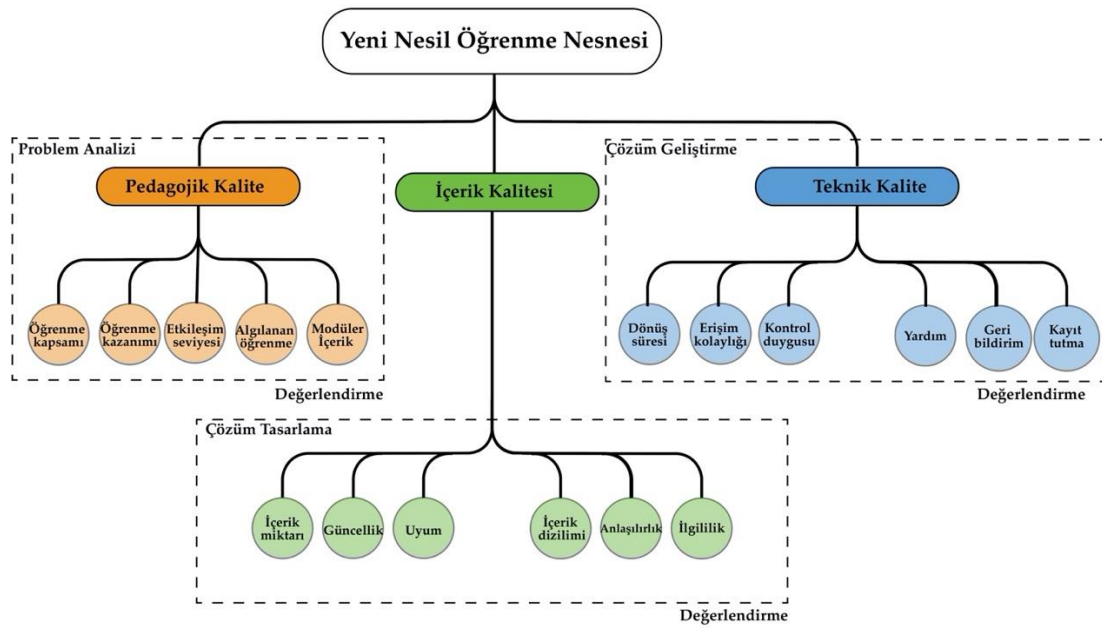 Yeni Nesil Öğrenme Nesnesi
Problem Analizi
Pedagojik Kalite
Öğrenme
kapsamı
Öğrenme
kazanımı
Etkileşim
seviyesi
Algılanan
öğrenme
Modüler
İçerik
Değerlendirme
İçerik Kalitesi
Çözüm Geliştirme
Teknik Kalite
Dönüş
süresi
Erişim
kolaylığı
Kontrol
duygusu
Yardım
Geri
bildirim
Kayıt
tutma
Değerlendirme
Çözüm Tasarlama
İçerik
miktarı
Güncellik
Uyum
İçerik
dizilimi
Anlaşılırlık
İlgililik
Değerlendirme